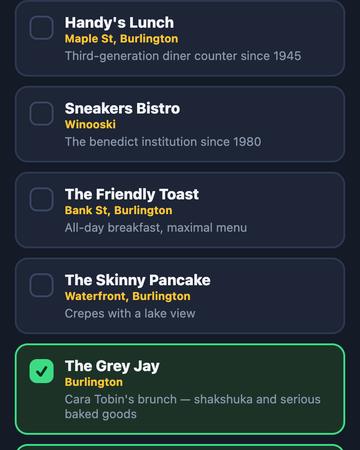 Handy's Lunch
Maple St, Burlington
Third-generation diner counter since 1945
Sneakers Bistro
Winooski
The benedict institution since 1980
The Friendly Toast
Bank St, Burlington
All-day breakfast, maximal menu
The Skinny Pancake
Waterfront, Burlington
Crepes with a lake view
The Grey Jay
Burlington
Cara Tobin's brunch — shakshuka and serious
baked goods